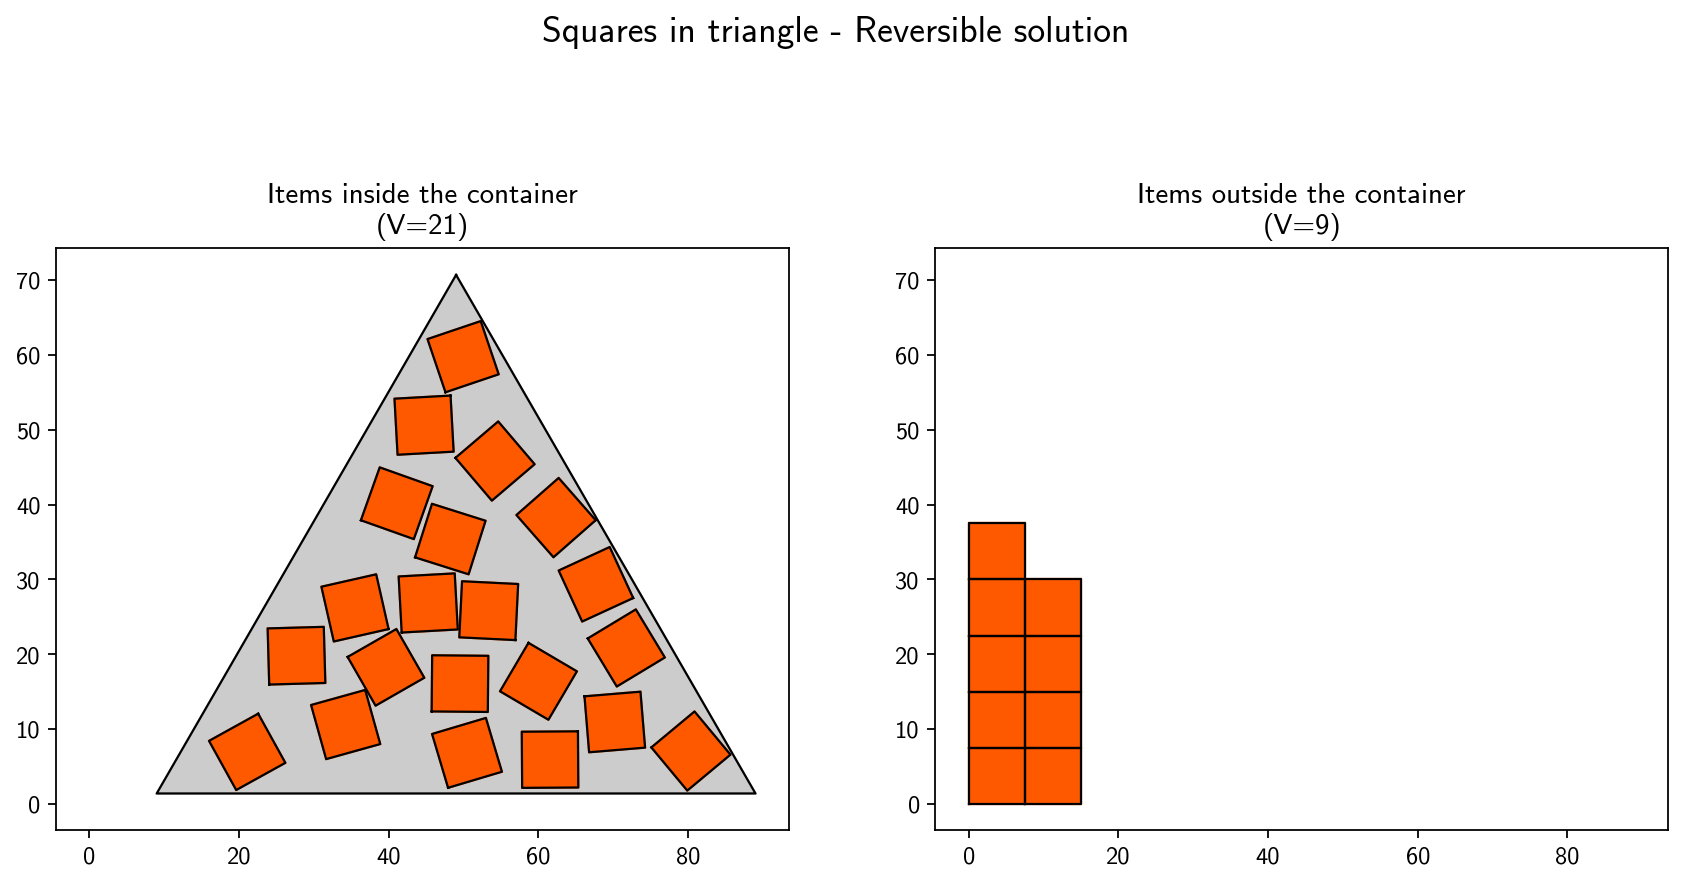 Squares in triangle - Reversible solution
Items inside the container
(V=21)
70
60
50
40
30
20
10
0
0 20 40 60 80
Items outside the container
(V=9)
70
60
50
40
30
20
10
0
0 20 40 60 80